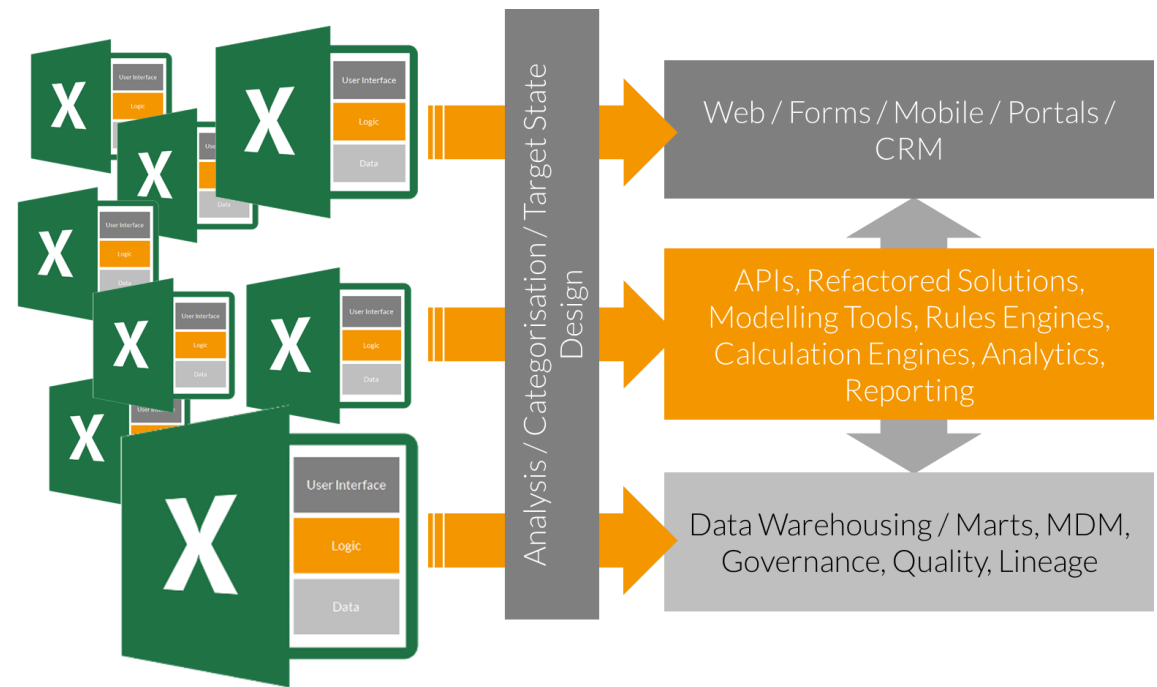 X
User Interface
Logic
X
Data
X
User Interface
Logic
Data
X
User Interface
Logic
Data
X
User Interface
Logic
Data
X
User Interface
Logic
Data
X
User Interface
X
User Interface
Logic
Data
Analysis / Categorisation / Target State
Design
Web / Forms / Mobile / Portals /
CRM
APIs, Refactored Solutions,
Modelling Tools, Rules Engines,
Calculation Engines, Analytics,
Reporting
Data Warehousing / Marts, MDM,
Governance, Quality, Lineage